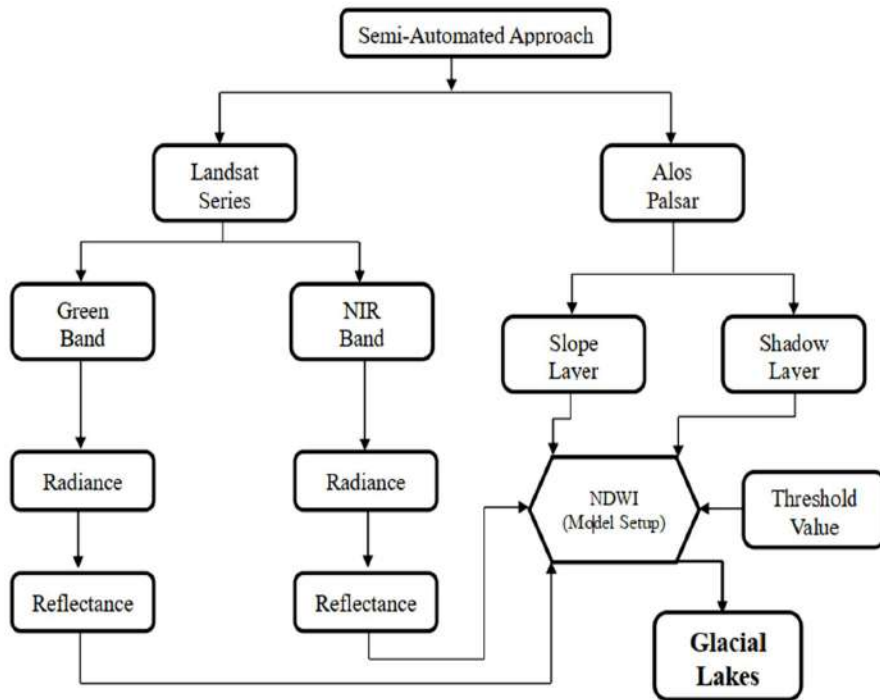 Semi-Automated Approach
Landsat
Series
Alos
Palsar
Green
Band
NIR
Band
Slope
Layer
Shadow
Layer
Radiance
Radiance
NDWI
(Model Setup)
Threshold
Value
Reflectance
Reflectance
Glacial
Lakes